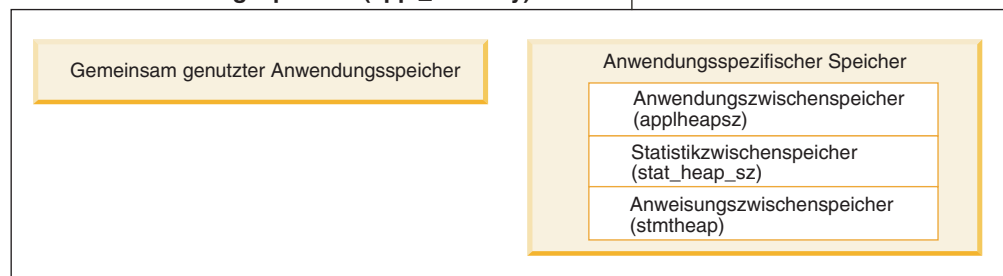 Gemeinsam genutzter Anwendungsspeicher
Anwendungsspezifischer Speicher
Anwendungszwischenspeicher
(applheapsz)
Statistikzwischenspeicher
(stat_heap_sz)
Anweisungszwischenspeicher
(stmtheap)